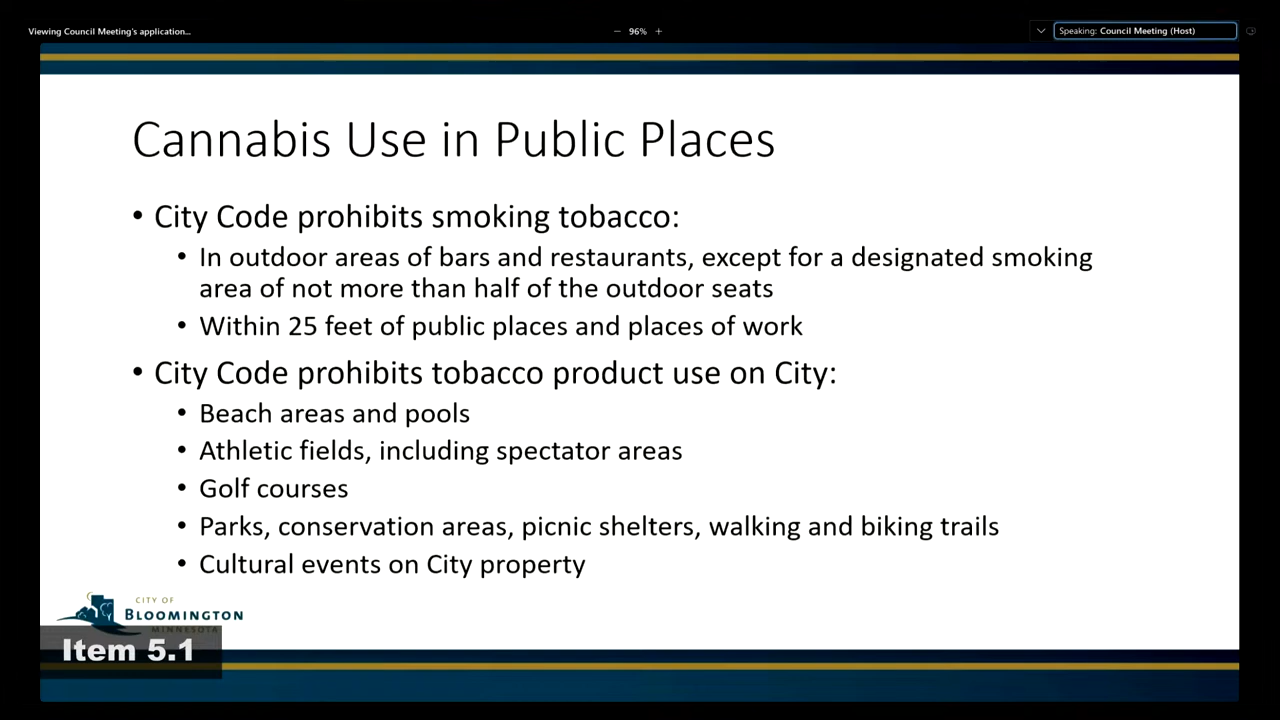 Viewing Council Meeting's application...
96%
Speaking: Council Meeting (Host)
Cannabis Use in Public Places
• City Code prohibits smoking tobacco:
• In outdoor areas of bars and restaurants, except for a designated smoking
area of not more than half of the outdoor seats
• Within 25 feet of public places and places of work
• City Code prohibits tobacco product use on City:
• Beach areas and pools
• Athletic fields, including spectator areas
• Golf courses
• Parks, conservation areas, picnic shelters, walking and biking trails
• Cultural events on City property
CITY OF
BLOOMINGTON
MINNESOTA
Item 5.1